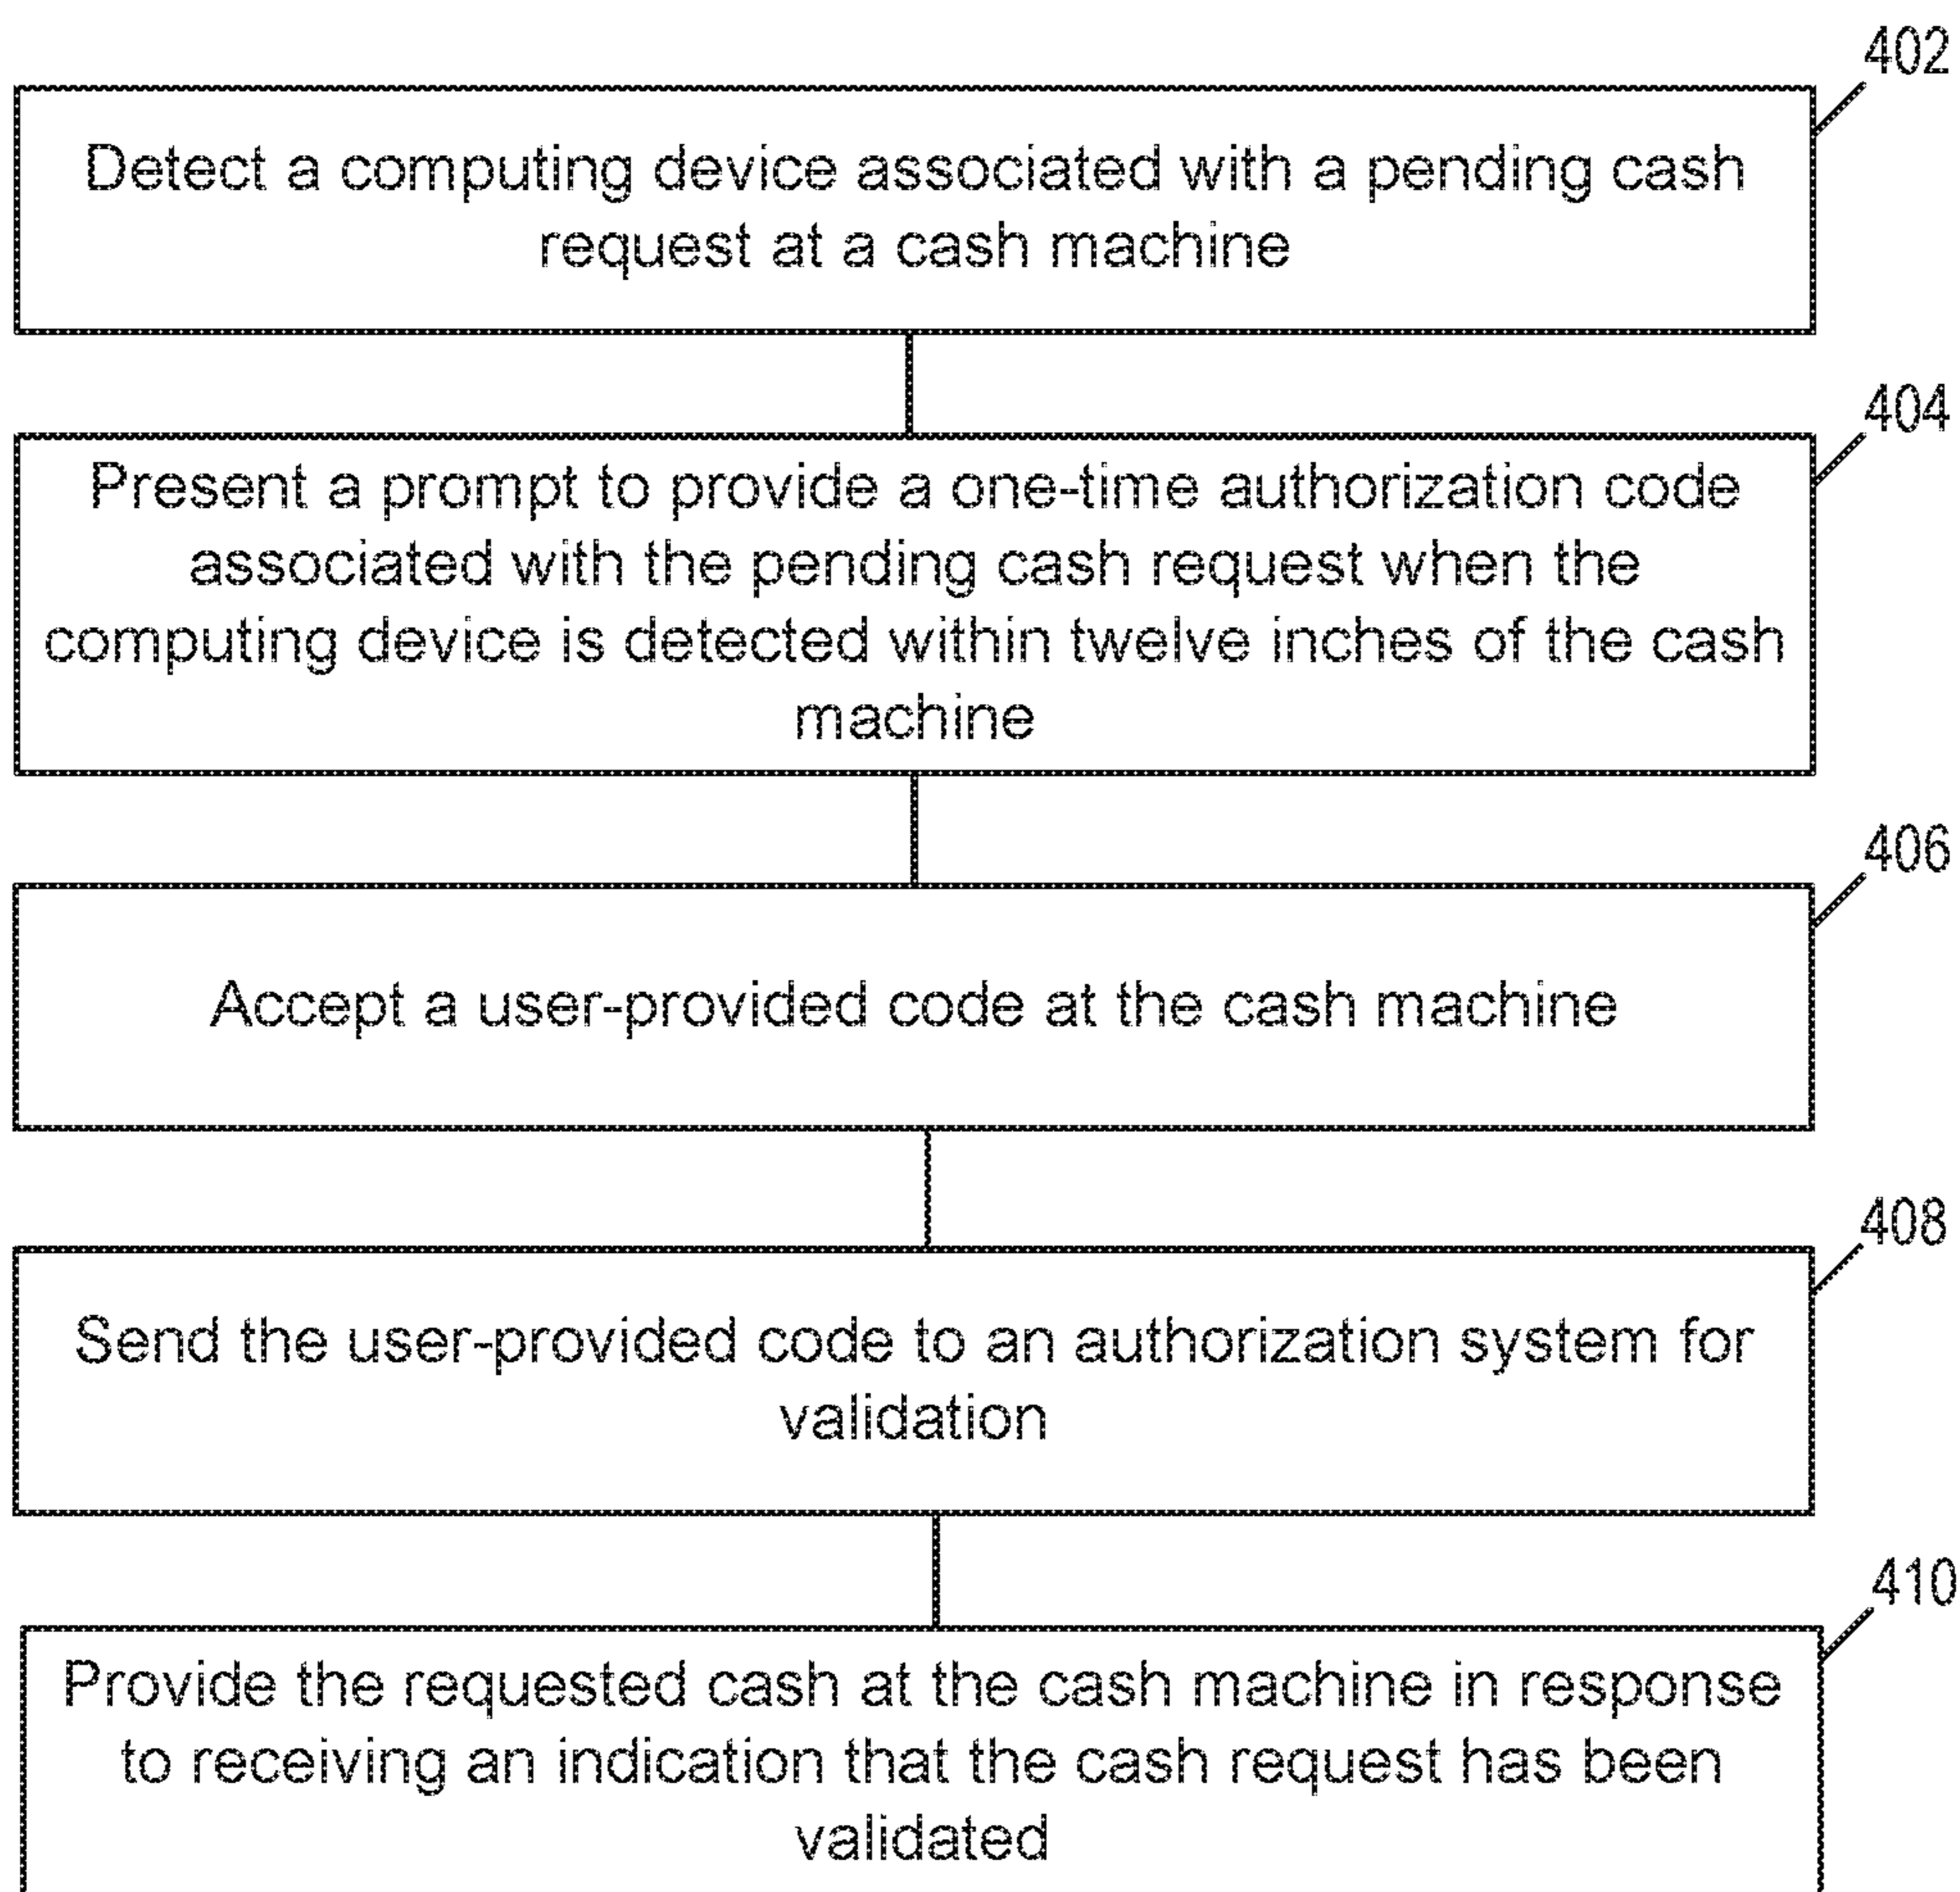 402
Detect a computing device associated with a pending cash
request at a cash machine
404
Present a prompt to provide a one-time authorization code
associated with the pending cash request when the
computing device is detected within twelve inches of the cash
machine
406
Accept a user-provided code at the cash machine
408
Send the user-provided code to an authorization system for
validation
410
Provide the requested cash at the cash machine in response
to receiving an indication that the cash request has been
validated